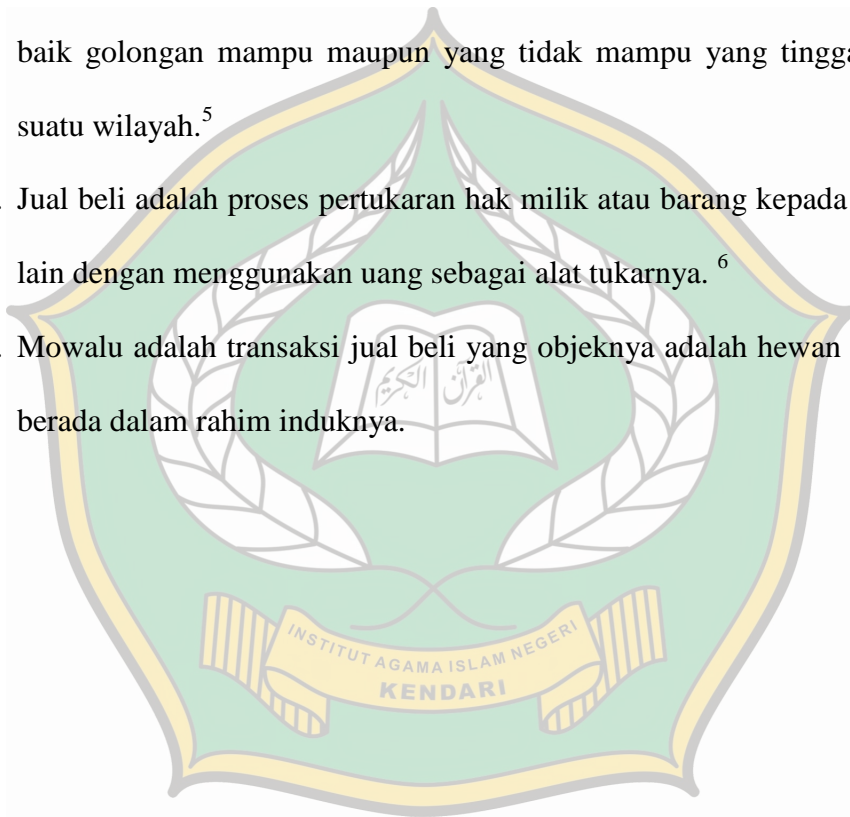 baik golongan mampu maupun yang tidak mampu yang tingga
suatu wilayah.5
. Jual beli adalah proses pertukaran hak milik atau barang kepada
lain dengan menggunakan uang sebagai alat tukarnya. 6
. Mowalu adalah transaksi jual beli yang objeknya adalah hewan
القرآن الكريم
berada dalam rahim induknya.
INSTITUT AGAMA ISLAM NEGERI
KENDARI